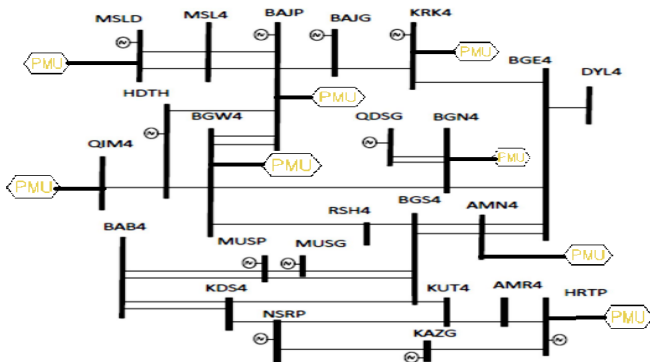 MSLD MSL4 BAJP BAJG KRK4
PMU PMU BGE4 DYL4
HDTH BGW4 PMU QDSG BGN4
QIM4 PMU PMU
PMU
BAB4 RSH4 BGS4 AMN4
MUSP MUSG PMU
KDS4 KUT4 AMR4 HRTP
NSRP KAZG PMU